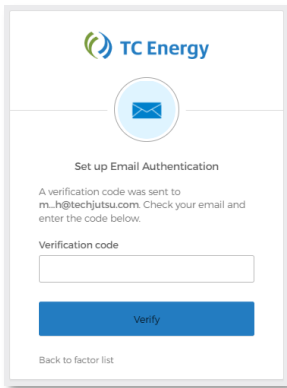 TC Energy
Set up Email Authentication
A verification code was sent to
m...h@techjutsu.com. Check your email and
enter the code below.
Verification code
Verify
Back to factor list